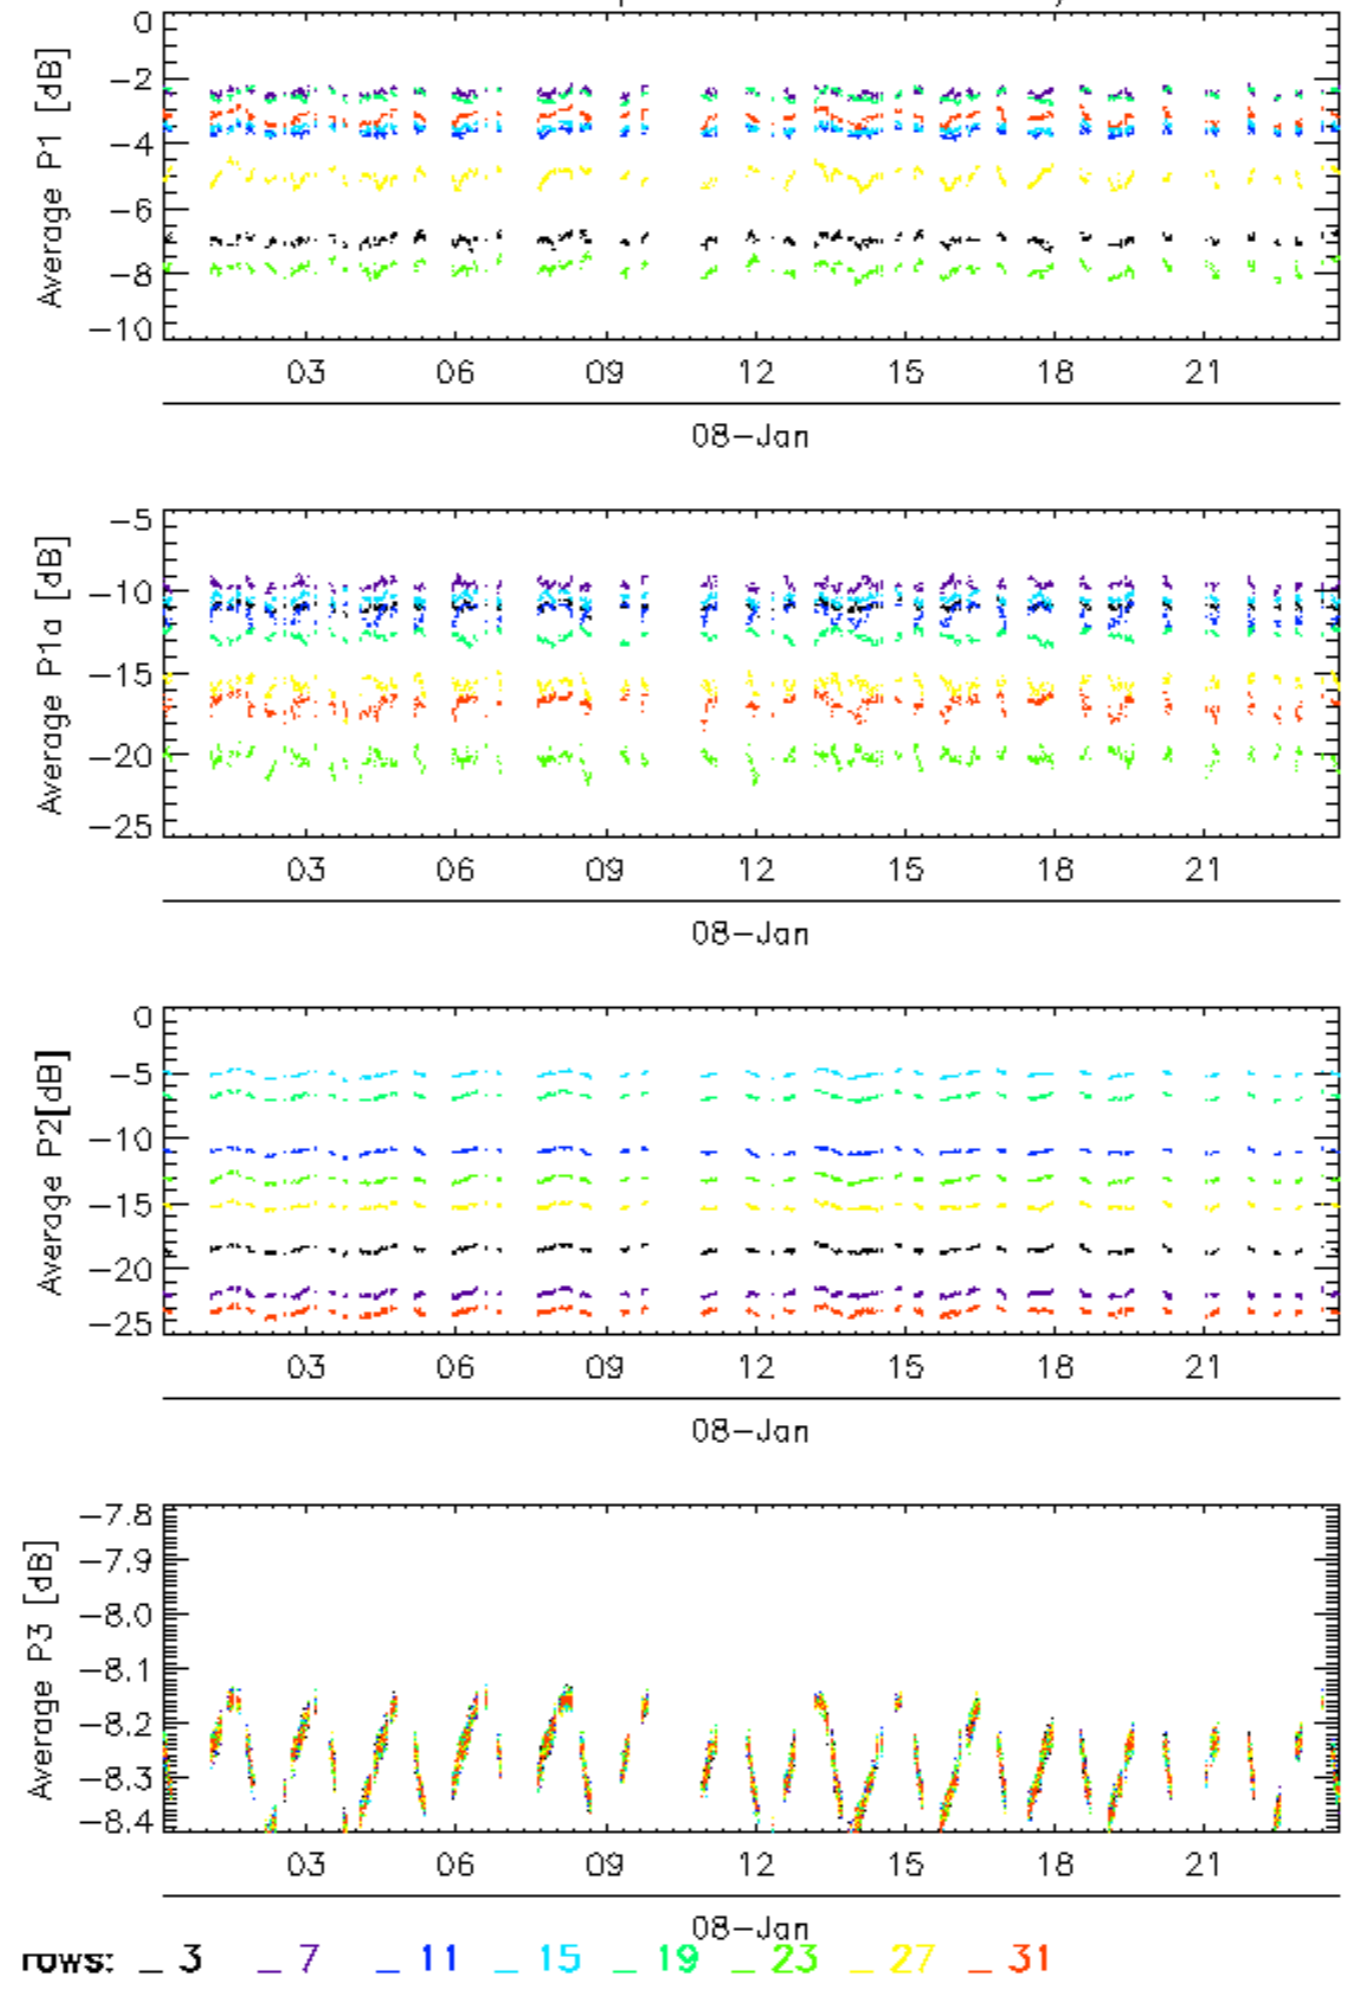 0
−2
−4
−6
−8
−10
Average P1 [dB]
03 06 09 12 15 18 21
08−Jan
−5
−10
−15
−20
−25
Average P1a [dB]
03 06 09 12 15 18 21
08−Jan
0
−5
−10
−15
−20
−25
Average P2[dB]
03 06 09 12 15 18 21
08−Jan
−7.8
−7.9
−8.0
−8.1
−8.2
−8.3
−8.4
Average P3 [dB]
03 06 09 12 15 18 21
08−Jan
rows: _ 3 _ 7 _ 11 _ 15 _ 19 _ 23 _ 27 _ 31